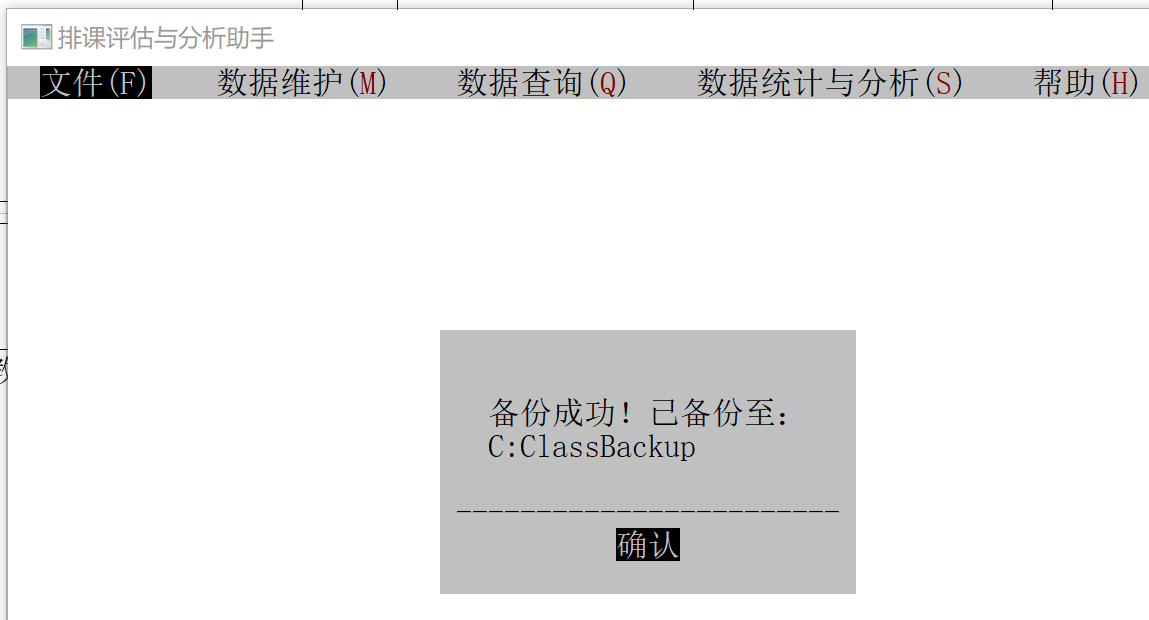 排课评估与分析助手
文件(F) 数据维护(M) 数据查询(Q) 数据统计与分析(S) 帮助(H)
备份成功！已备份至：
C:ClassBackup
------------------------
确认